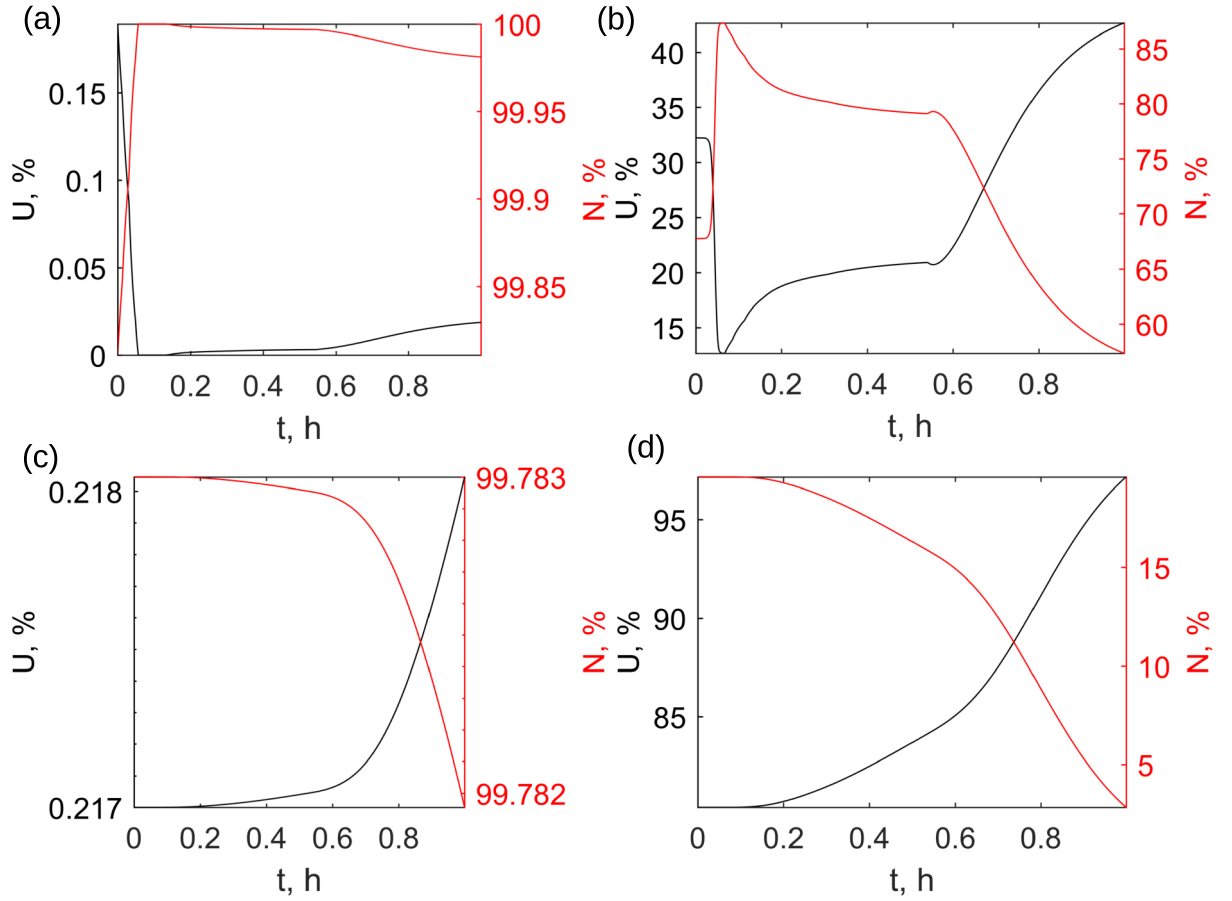 (a)
100
0.15
99.95
U, %
0.1
99.9
N, %
0.05
99.85
0
0 0.2 0.4 0.6 0.8
t, h
(b)
40
85
35
80
30
75
U, %
N, %
25
70
20
65
15
60
0 0.2 0.4 0.6 0.8
t, h
(c)
0.218
99.783
U, %
N, %
0.217
99.782
0 0.2 0.4 0.6 0.8
t, h
(d)
95
15
90
U, %
N, %
10
85
5
0 0.2 0.4 0.6 0.8
t, h